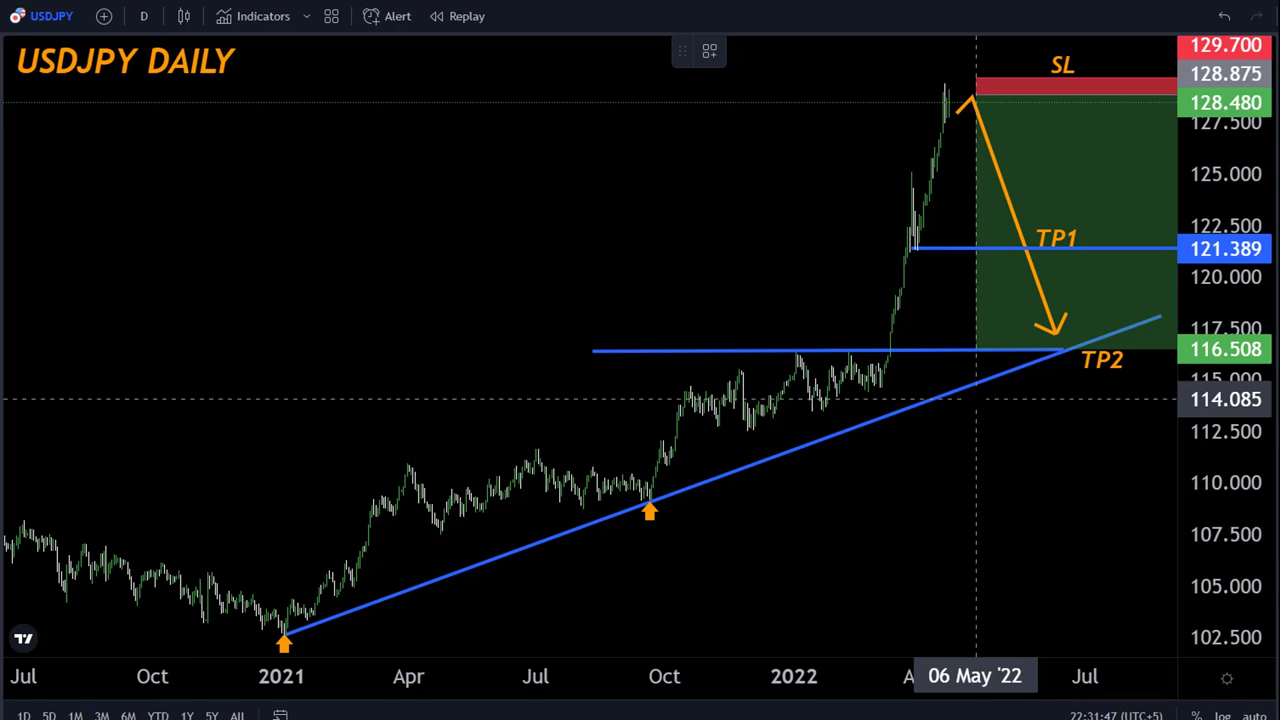 USDJPY D Indicators Alert Replay
USDJPY DAILY
SL
TP1
TP2
129.700
128.875
128.480
127.500
125.000
122.500
121.389
120.000
117.500
116.508
115.000
114.085
112.500
110.000
107.500
105.000
102.500
Jul Oct 2021 Apr Jul Oct 2022 A 06 May '22 Jul
1D 5D 1M 3M 6M YTD 1Y 5Y All 22:31:47 (UTC+5) % log auto